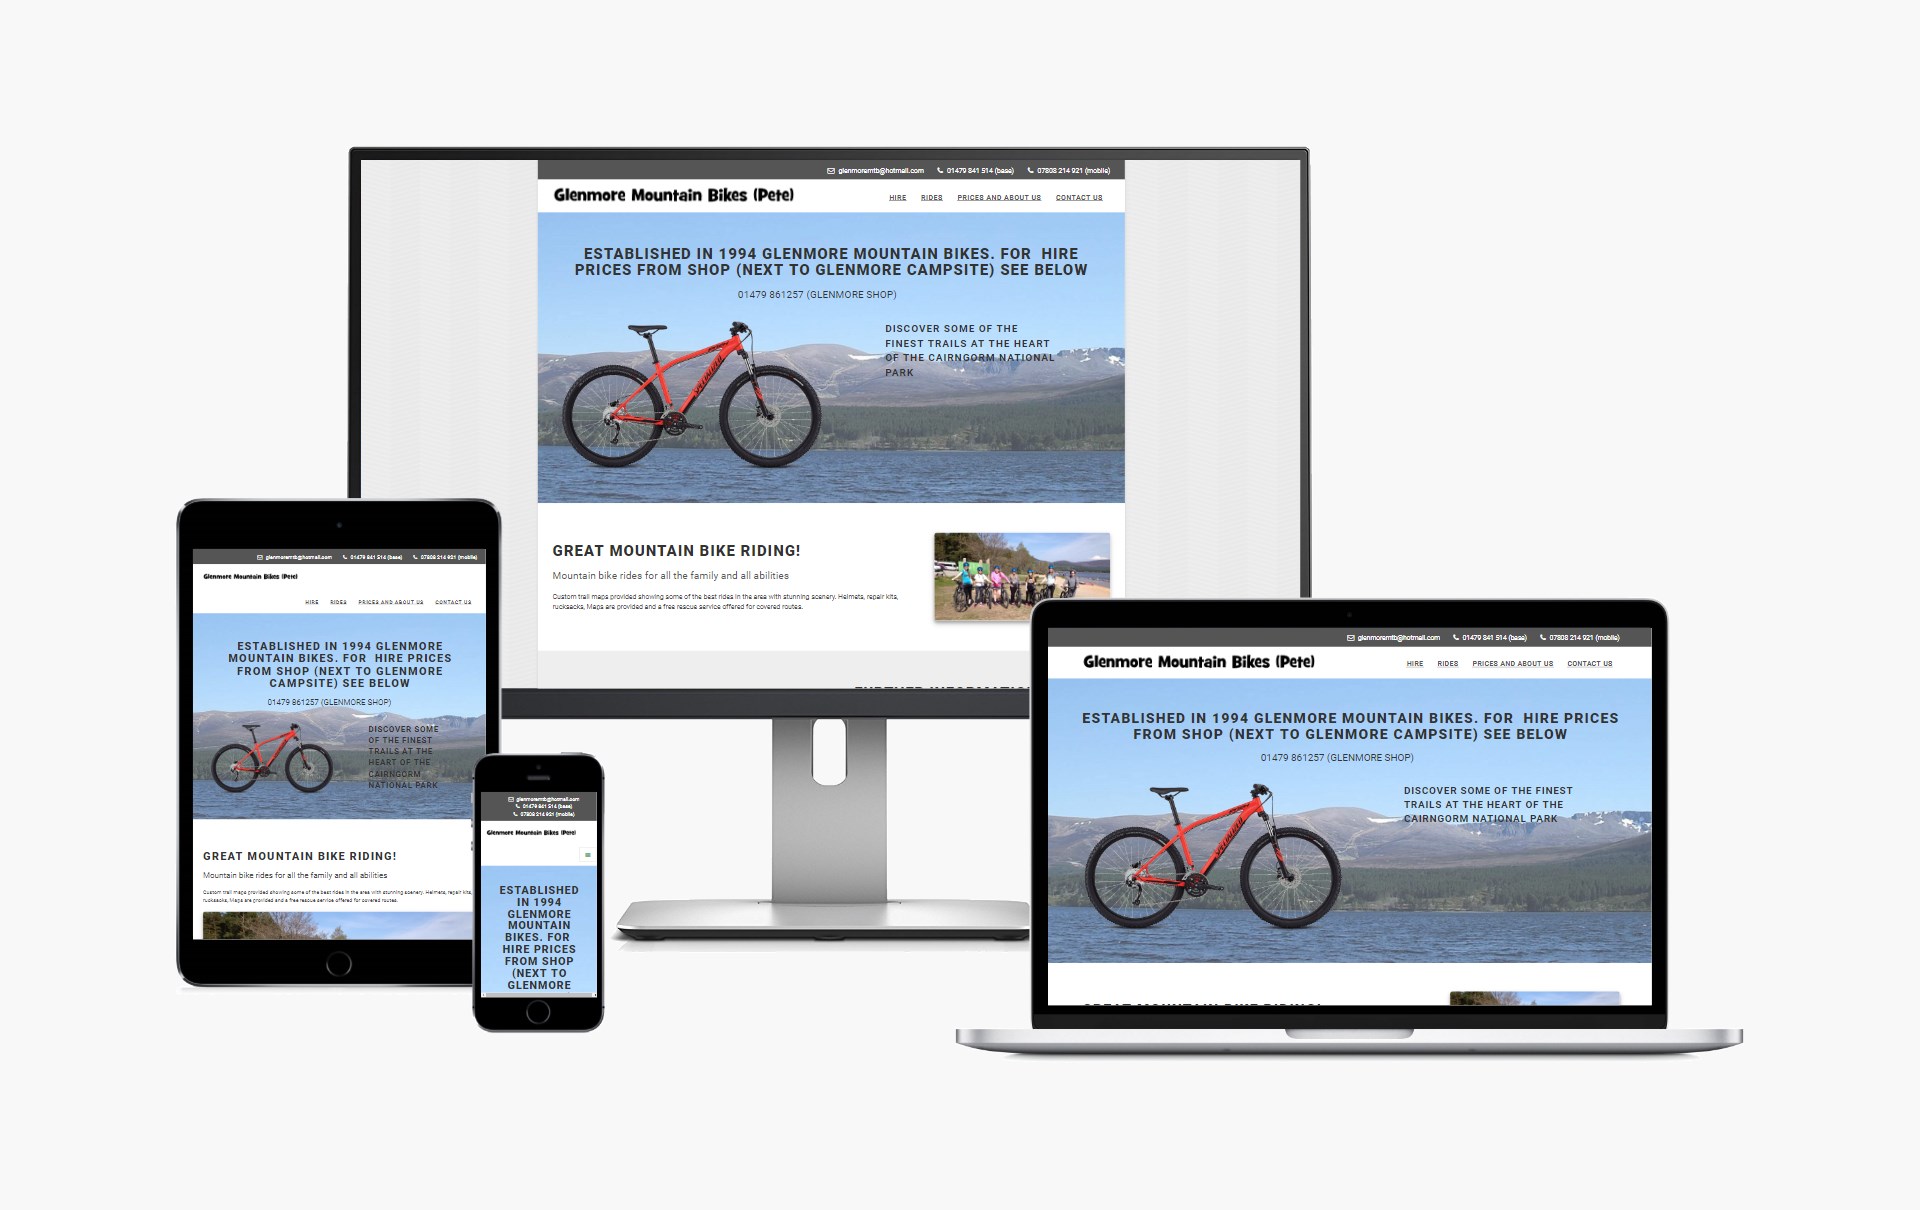 glenmoremtb@hotmail.com 01479 841 514 (base) 07808 214 921 (mobile)
Glenmore Mountain Bikes (Pete)
HIRE RIDES PRICES AND ABOUT US CONTACT US
ESTABLISHED IN 1994 GLENMORE MOUNTAIN BIKES. FOR HIRE
PRICES FROM SHOP (NEXT TO GLENMORE CAMPSITE) SEE BELOW
01479 861257 (GLENMORE SHOP)
DISCOVER SOME OF THE
FINEST TRAILS AT THE HEART
OF THE CAIRNGORM NATIONAL
PARK
SPECIALIZED
GREAT MOUNTAIN BIKE RIDING!
Mountain bike rides for all the family and all abilities
Custom trail maps provided showing some of the best rides in the area with stunning scenery. Helmets, repair kits,
rucksacks, Maps are provided and a free rescue service offered for covered routes.
glenmoremtb@hotmail.com 01479 841 514 (base) 07808 214 921 (mobile)
Glenmore Mountain Bikes (Pete)
HIRE RIDES PRICES AND ABOUT US CONTACT US
ESTABLISHED IN 1994 GLENMORE
MOUNTAIN BIKES. FOR HIRE PRICES
FROM SHOP (NEXT TO GLENMORE
CAMPSITE) SEE BELOW
01479 861257 (GLENMORE SHOP)
DISCOVER SOME
OF THE FINEST
TRAILS AT THE
HEART OF THE
CAIRNGORM
NATIONAL PARK
GREAT MOUNTAIN BIKE RIDING!
Mountain bike rides for all the family and all abilities
Custom trail maps provided showing some of the best rides in the area with stunning scenery. Helmets, repair kits,
rucksacks, Maps are provided and a free rescue service offered for covered routes.
glenmoremtb@hotmail.com
01479 841 514 (base)
07808 214 921 (mobile)
Glenmore Mountain Bikes (Pete)
ESTABLISHED
IN 1994
GLENMORE
MOUNTAIN
BIKES. FOR
HIRE PRICES
FROM SHOP
(NEXT TO
GLENMORE
glenmoremtb@hotmail.com 01479 841 514 (base) 07808 214 921 (mobile)
Glenmore Mountain Bikes (Pete)
HIRE RIDES PRICES AND ABOUT US CONTACT US
ESTABLISHED IN 1994 GLENMORE MOUNTAIN BIKES. FOR HIRE PRICES
FROM SHOP (NEXT TO GLENMORE CAMPSITE) SEE BELOW
01479 861257 (GLENMORE SHOP)
DISCOVER SOME OF THE FINEST
TRAILS AT THE HEART OF THE
CAIRNGORM NATIONAL PARK
SPECIALIZED